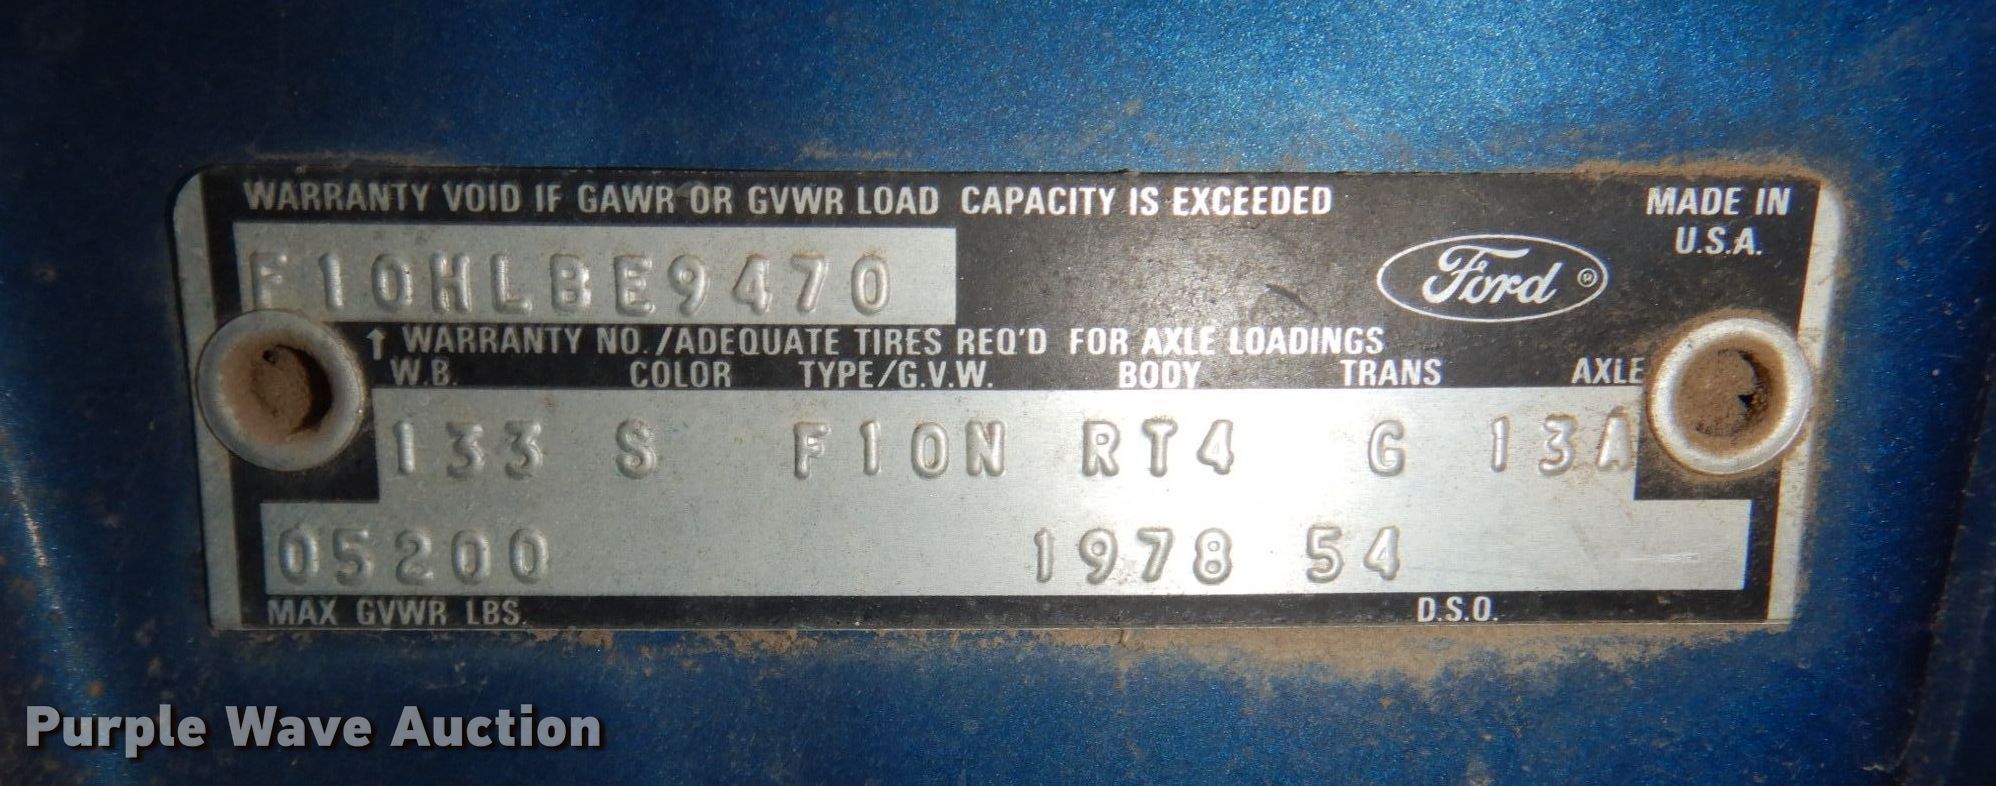 WARRANTY VOID IF GAWR OR GVWR LOAD CAPACITY IS EXCEEDED
MADE IN
U.S.A.
F10HLBE9470
Ford ®
↑ WARRANTY NO./ADEQUATE TIRES REQ'D FOR AXLE LOADINGS
W.B. COLOR TYPE/G.V.W. BODY TRANS AXLE
133 S F10N RT4 G 13A
05200 1978 54
MAX GVWR LBS. D.S.O.
Purple Wave Auction